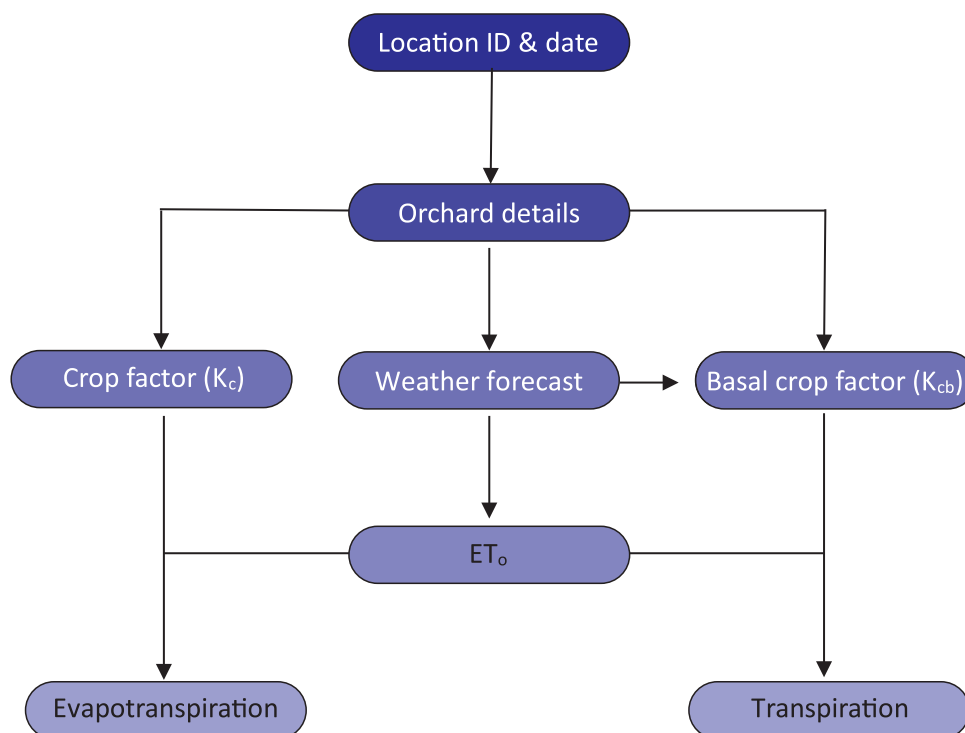 Location ID & date
Orchard details
Crop factor (Kc)
Weather forecast
Basal crop factor (Kcb)
ETo
Evapotranspiration
Transpiration